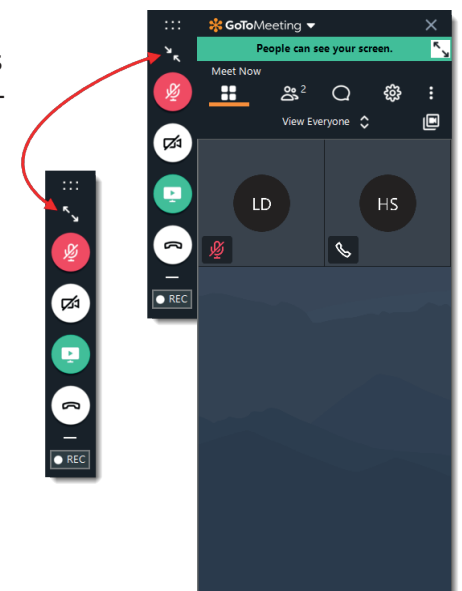 GoToMeeting
People can see your screen.
Meet Now
2
View Everyone
LD
HS
REC
REC